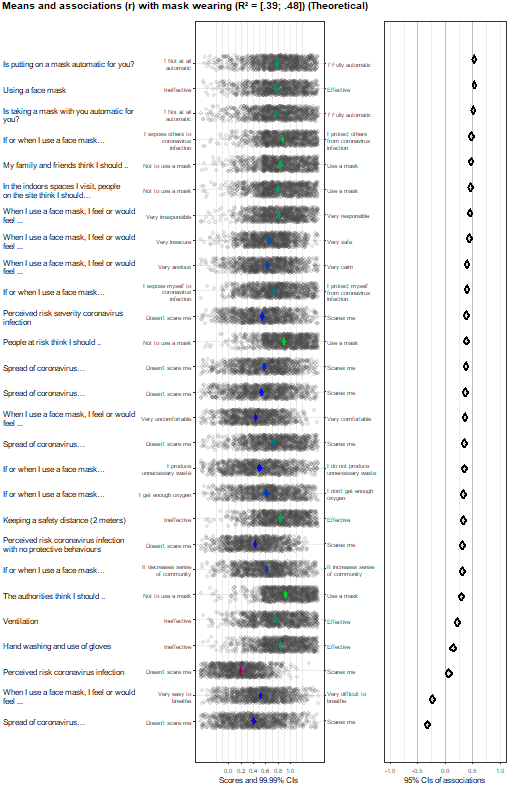 Means and associations (r) with mask wearing (R² = [.39; .48]) (Theoretical)
Is putting on a mask automatic for you?
1 Not at all
automatic
7 Fully automatic
Using a face mask
Ineffective
Effective
Is taking a mask with you automatic for
you?
1 Not at all
automatic
7 Fully automatic
If or when I use a face mask…
I expose others to
coronavirus
infection
I protect others
from coronavirus
infection
My family and friends think I should ..
Not to use a mask
Use a mask
In the indoors spaces I visit, people
on the site think I should…
Not to use a mask
Use a mask
When I use a face mask, I feel or would
feel ...
Very irresponsible
Very responsible
When I use a face mask, I feel or would
feel ...
Very insecure
Very safe
When I use a face mask, I feel or would
feel ...
Very anxious
Very calm
If or when I use a face mask…
I expose myself to
coronavirus
infection
I protect myself
from coronavirus
infection
Perceived risk severity coronavirus
infection
Doesn't scare me
Scares me
People at risk think I should ..
Not to use a mask
Use a mask
Spread of coronavirus…
Doesn't scare me
Scares me
Spread of coronavirus…
Doesn't scare me
Scares me
When I use a face mask, I feel or would
feel ...
Very uncomfortable
Very comfortable
Spread of coronavirus…
Doesn't scare me
Scares me
If or when I use a face mask…
I produce
unnecessary waste
I do not produce
unnecessary waste
If or when I use a face mask…
I get enough oxygen
I don't get enough
oxygen
Keeping a safety distance (2 meters)
Ineffective
Effective
Perceived risk coronavirus infection
with no protective behaviours
Doesn't scare me
Scares me
If or when I use a face mask…
It decreases sense
of community
It increases sense
of community
The authorities think I should ..
Not to use a mask
Use a mask
Ventilation
Ineffective
Effective
Hand washing and use of gloves
Ineffective
Effective
Perceived risk coronavirus infection
Doesn't scare me
Scares me
When I use a face mask, I feel or would
feel ...
Very easy to
breathe
Very difficult to
breathe
Spread of coronavirus…
Doesn't scare me
Scares me
0.0 0.2 0.4 0.6 0.8 1.0
Scores and 99.99% CIs
-1.0 -0.5 0.0 0.5 1.0
95% CIs of associations